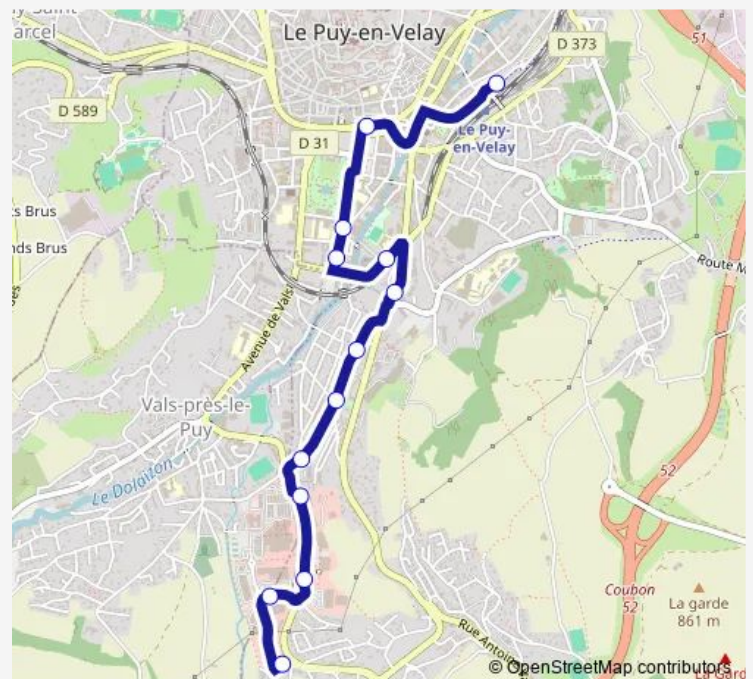 arcel
Le Puy-en-Velay
D 373
51
D 589
D 31
Le Puy-
en-Velay
s Brus
nds Brus
Route M
Avenue de Vals
Vals-près-le-
Puy
Le Dolaizon
52
Coubon
52
La garde
861 m
Rue Antoin
© OpenStreetMap contributors